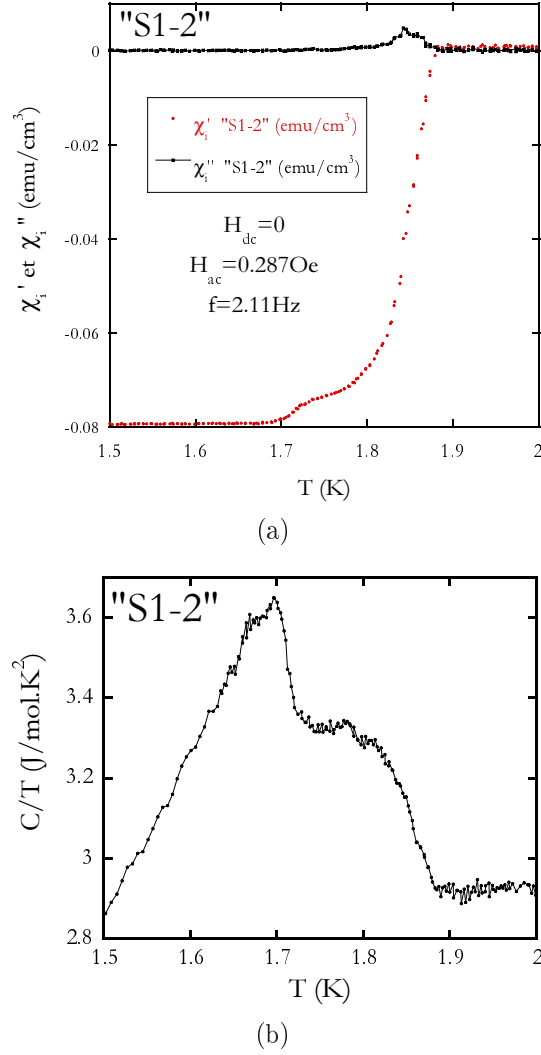 "S1-2"
0
-0.02
-0.04
-0.06
-0.08
χi' et χi" (emu/cm³)
χi' "S1-2" (emu/cm³)
χi'' "S1-2" (emu/cm³)
Hdc=0
Hac=0.287Oe
f=2.11Hz
1.5 1.6 1.7 1.8 1.9 2
T (K)
(a)
"S1-2"
3.6
3.4
3.2
3
2.8
C/T (J/mol.K²)
1.5 1.6 1.7 1.8 1.9 2
T (K)
(b)